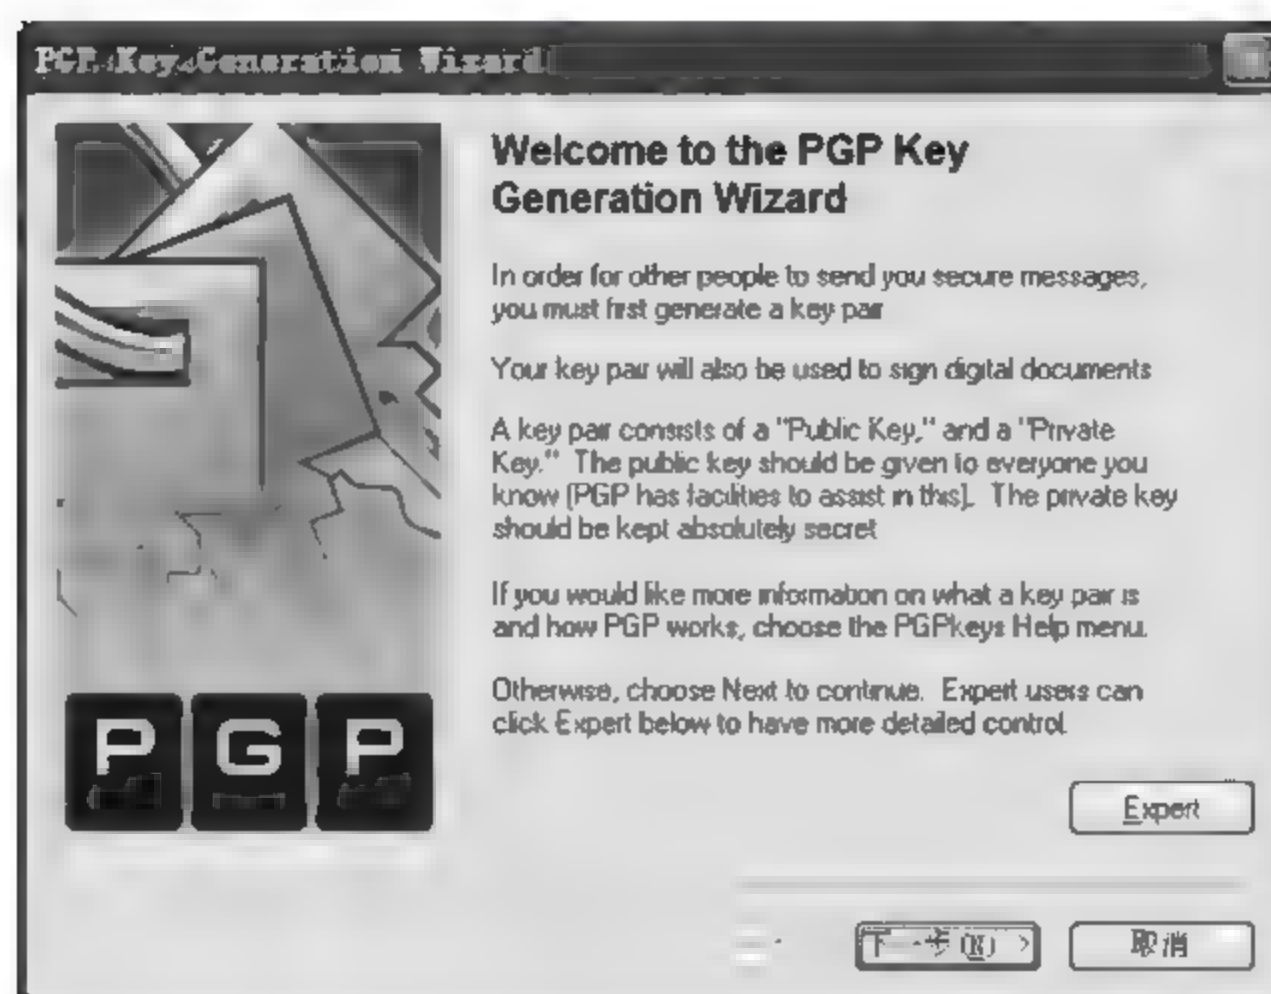 PGP Key Generation Wizard
Welcome to the PGP Key
Generation Wizard
In order for other people to send you secure messages,
you must first generate a key pair
Your key pair will also be used to sign digital documents
A key pair consists of a "Public Key," and a "Private
Key." The public key should be given to everyone you
know (PGP has facilities to assist in this). The private key
should be kept absolutely secret
If you would like more information on what a key pair is
and how PGP works, choose the PGPkeys Help menu.
Otherwise, choose Next to continue. Expert users can
click Expert below to have more detailed control
PGP
Expert
下一步(N) >
取消